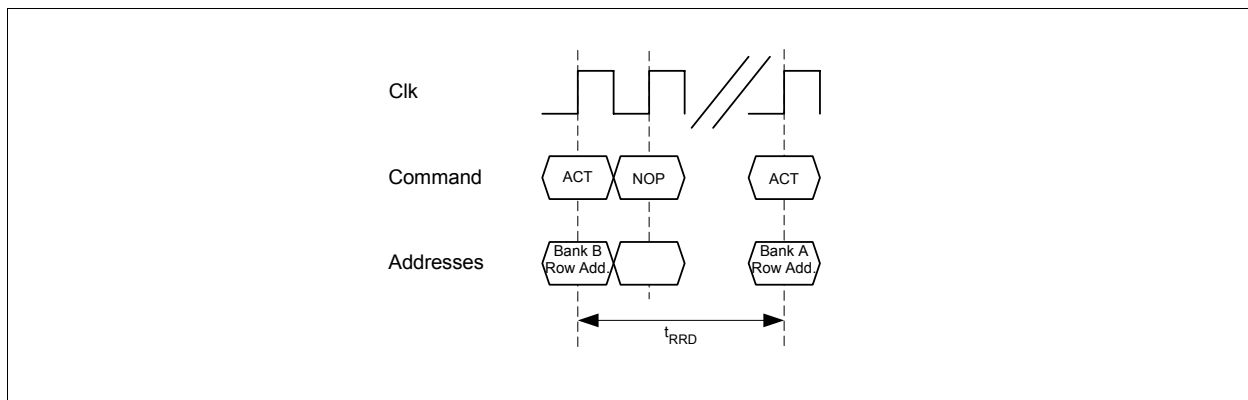 Clk
Command
ACT
NOP
ACT
Addresses
Bank B
Row Add.
Bank A
Row Add.
tRRD